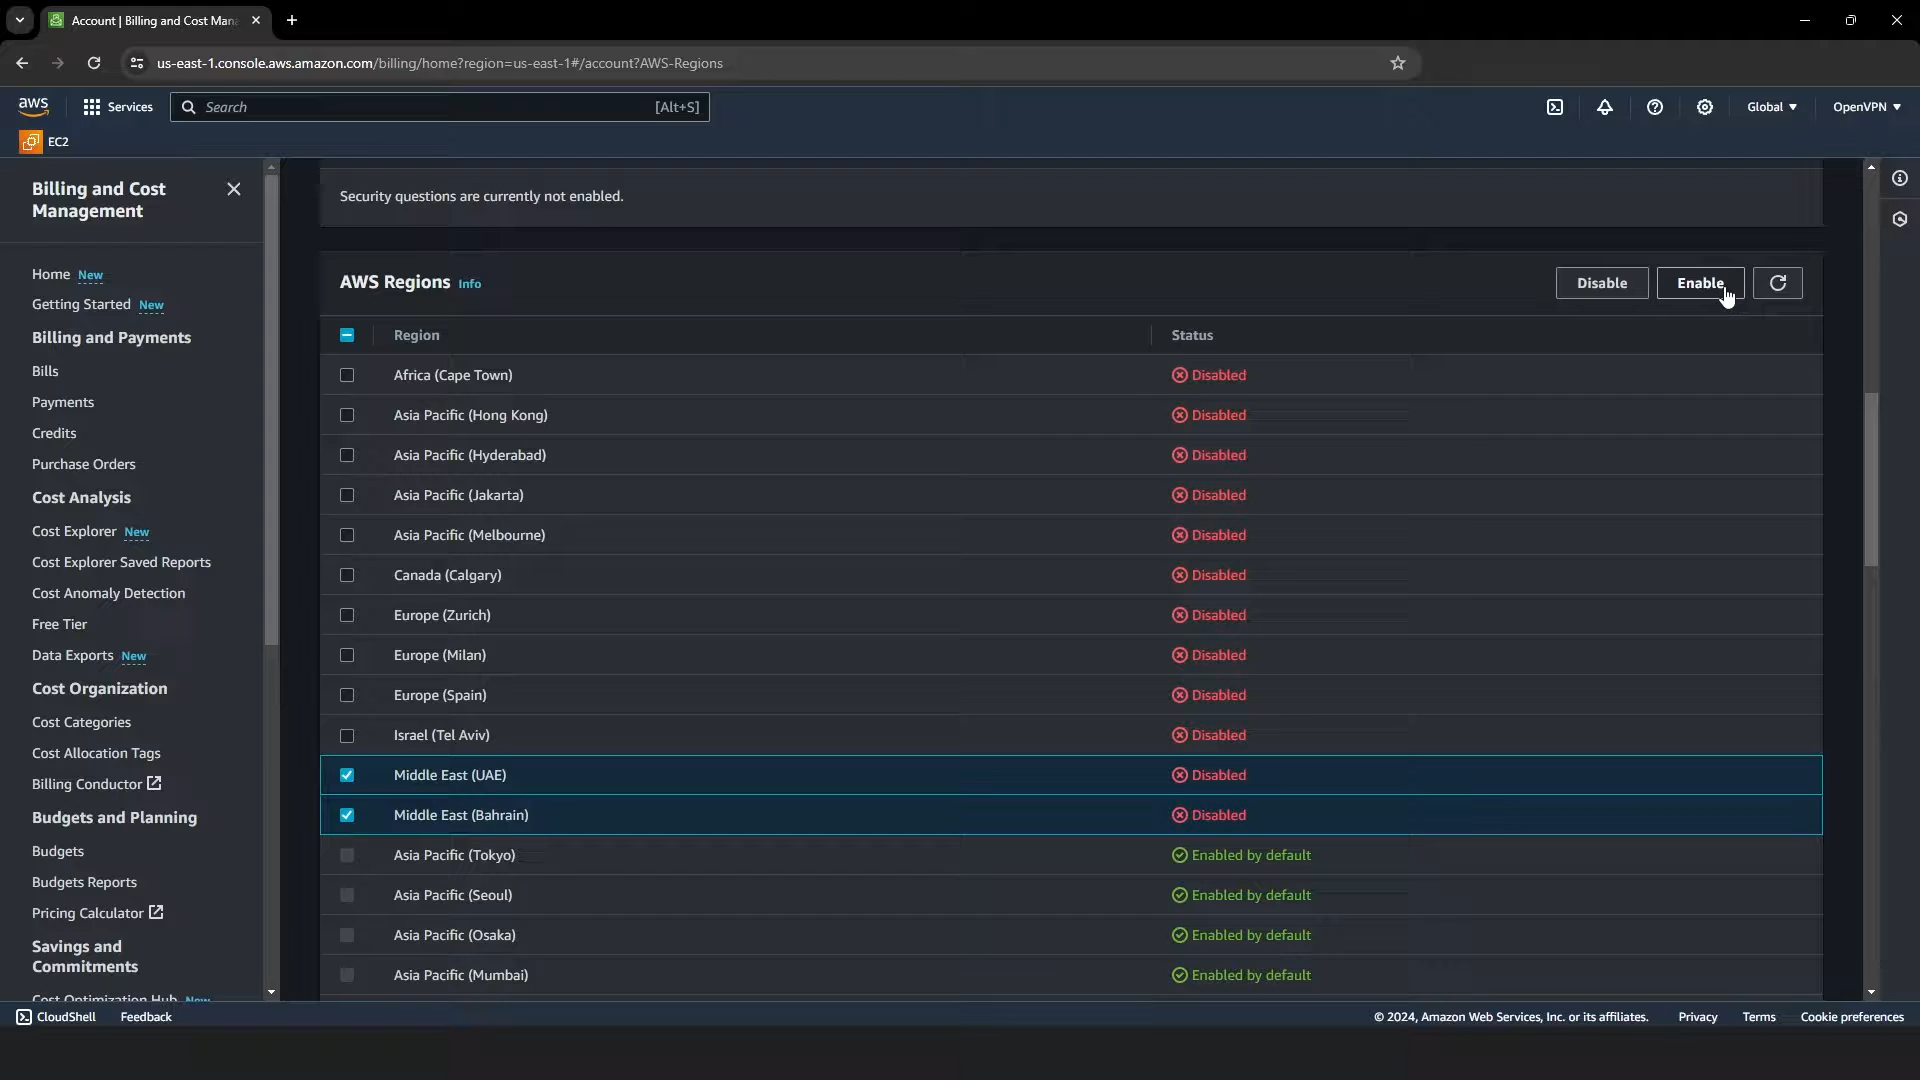 Account | Billing and Cost Man
us-east-1.console.aws.amazon.com/billing/home?region=us-east-1#/account?AWS-Regions
aws
Services
Search
[Alt+S]
Global
OpenVPN
EC2
Billing and Cost
Management
Home New
Getting Started New
Billing and Payments
Bills
Payments
Credits
Purchase Orders
Cost Analysis
Cost Explorer New
Cost Explorer Saved Reports
Cost Anomaly Detection
Free Tier
Data Exports New
Cost Organization
Cost Categories
Cost Allocation Tags
Billing Conductor
Budgets and Planning
Budgets
Budgets Reports
Pricing Calculator
Savings and
Commitments
Cost Optimization Hub New
Security questions are currently not enabled.
AWS Regions Info
Disable
Enable
Region Status
Africa (Cape Town) Disabled
Asia Pacific (Hong Kong) Disabled
Asia Pacific (Hyderabad) Disabled
Asia Pacific (Jakarta) Disabled
Asia Pacific (Melbourne) Disabled
Canada (Calgary) Disabled
Europe (Zurich) Disabled
Europe (Milan) Disabled
Europe (Spain) Disabled
Israel (Tel Aviv) Disabled
Middle East (UAE) Disabled
Middle East (Bahrain) Disabled
Asia Pacific (Tokyo) Enabled by default
Asia Pacific (Seoul) Enabled by default
Asia Pacific (Osaka) Enabled by default
Asia Pacific (Mumbai) Enabled by default
CloudShell Feedback
© 2024, Amazon Web Services, Inc. or its affiliates. Privacy Terms Cookie preferences